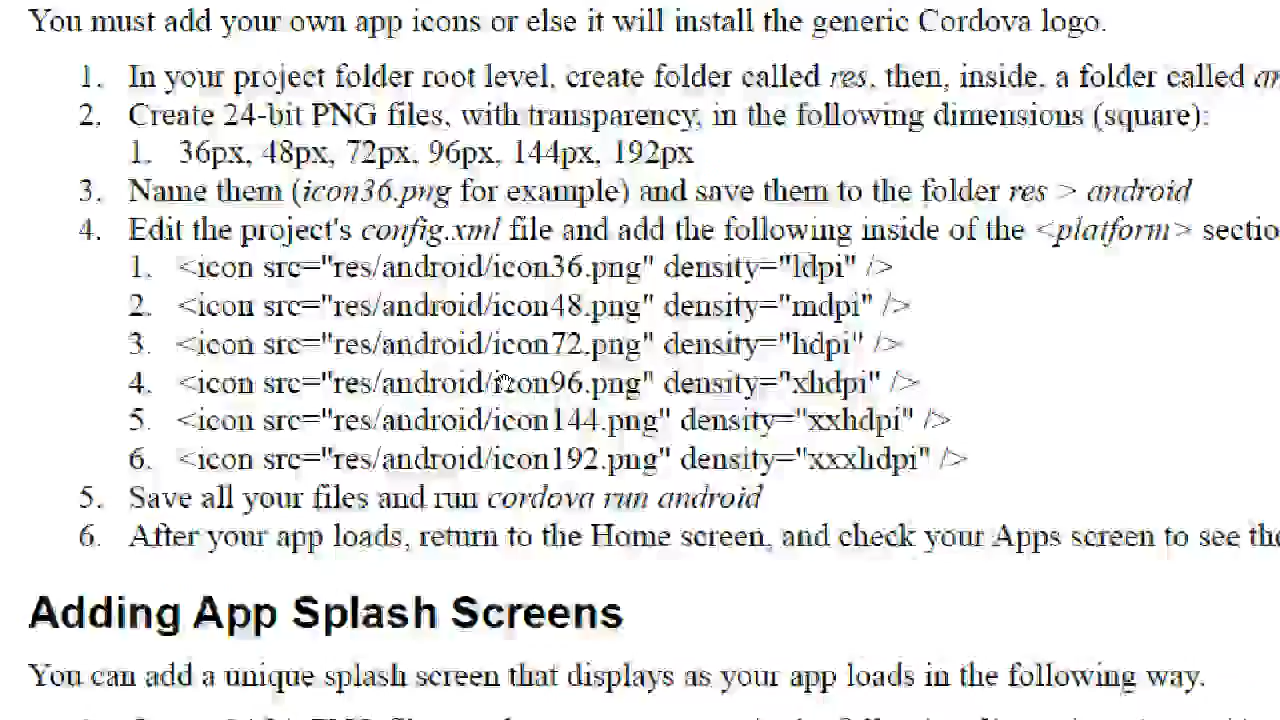 You must add your own app icons or else it will install the generic Cordova logo.
1. In your project folder root level, create folder called res, then, inside, a folder called
2. Create 24-bit PNG files, with transparency, in the following dimensions (square):
1. 36px, 48px, 72px, 96px, 144px, 192px
3. Name them (icon36.png for example) and save them to the folder res > android
4. Edit the project's config.xml file and add the following inside of the <platform>
1. <icon src="res/android/icon36.png" density="ldpi" />
2. <icon src="res/android/icon48.png" density="mdpi" />
3. <icon src="res/android/icon72.png" density="hdpi" />
4. <icon src="res/android/icon96.png" density="xhdpi" />
5. <icon src="res/android/icon144.png" density="xxhdpi" />
6. <icon src="res/android/icon192.png" density="xxxhdpi" />
5. Save all your files and run cordova run android
6. After your app loads, return to the Home screen, and check your Apps screen to see
Adding App Splash Screens
You can add a unique splash screen that displays as your app loads in the following way.